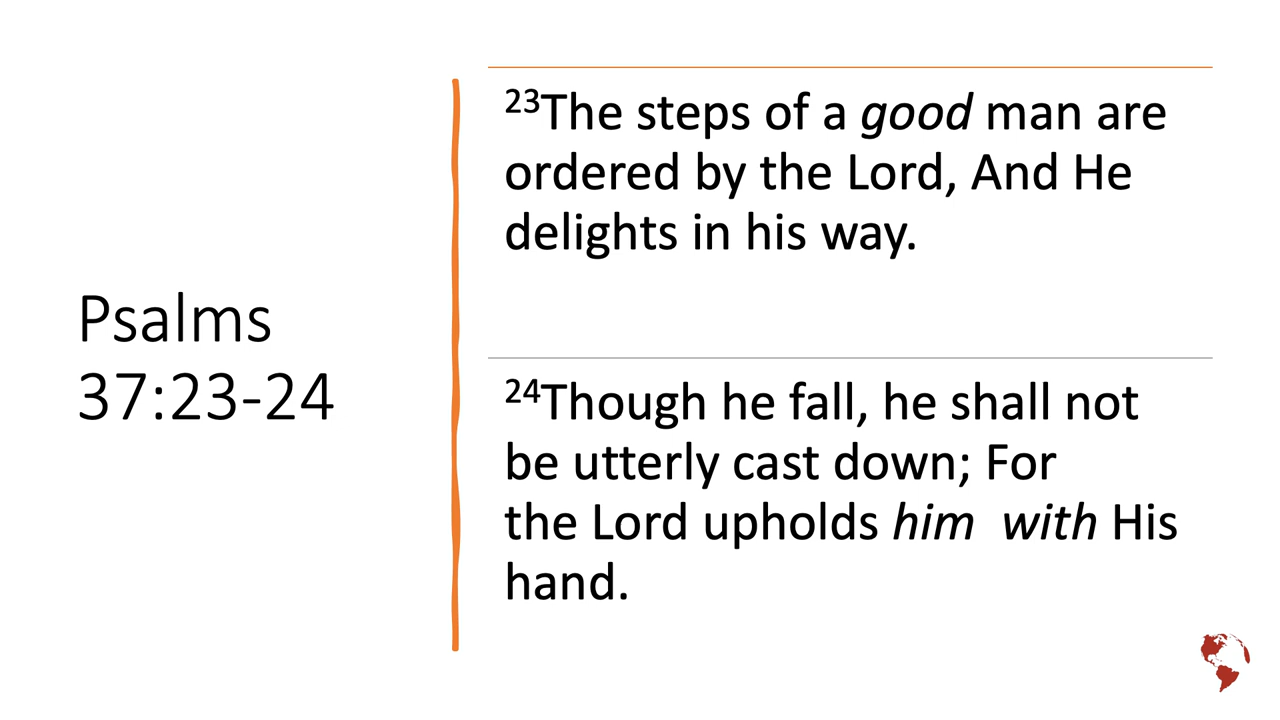 Psalms
37:23-24
23The steps of a good man are
ordered by the Lord, And He
delights in his way.
24Though he fall, he shall not
be utterly cast down; For
the Lord upholds him  with His
hand.